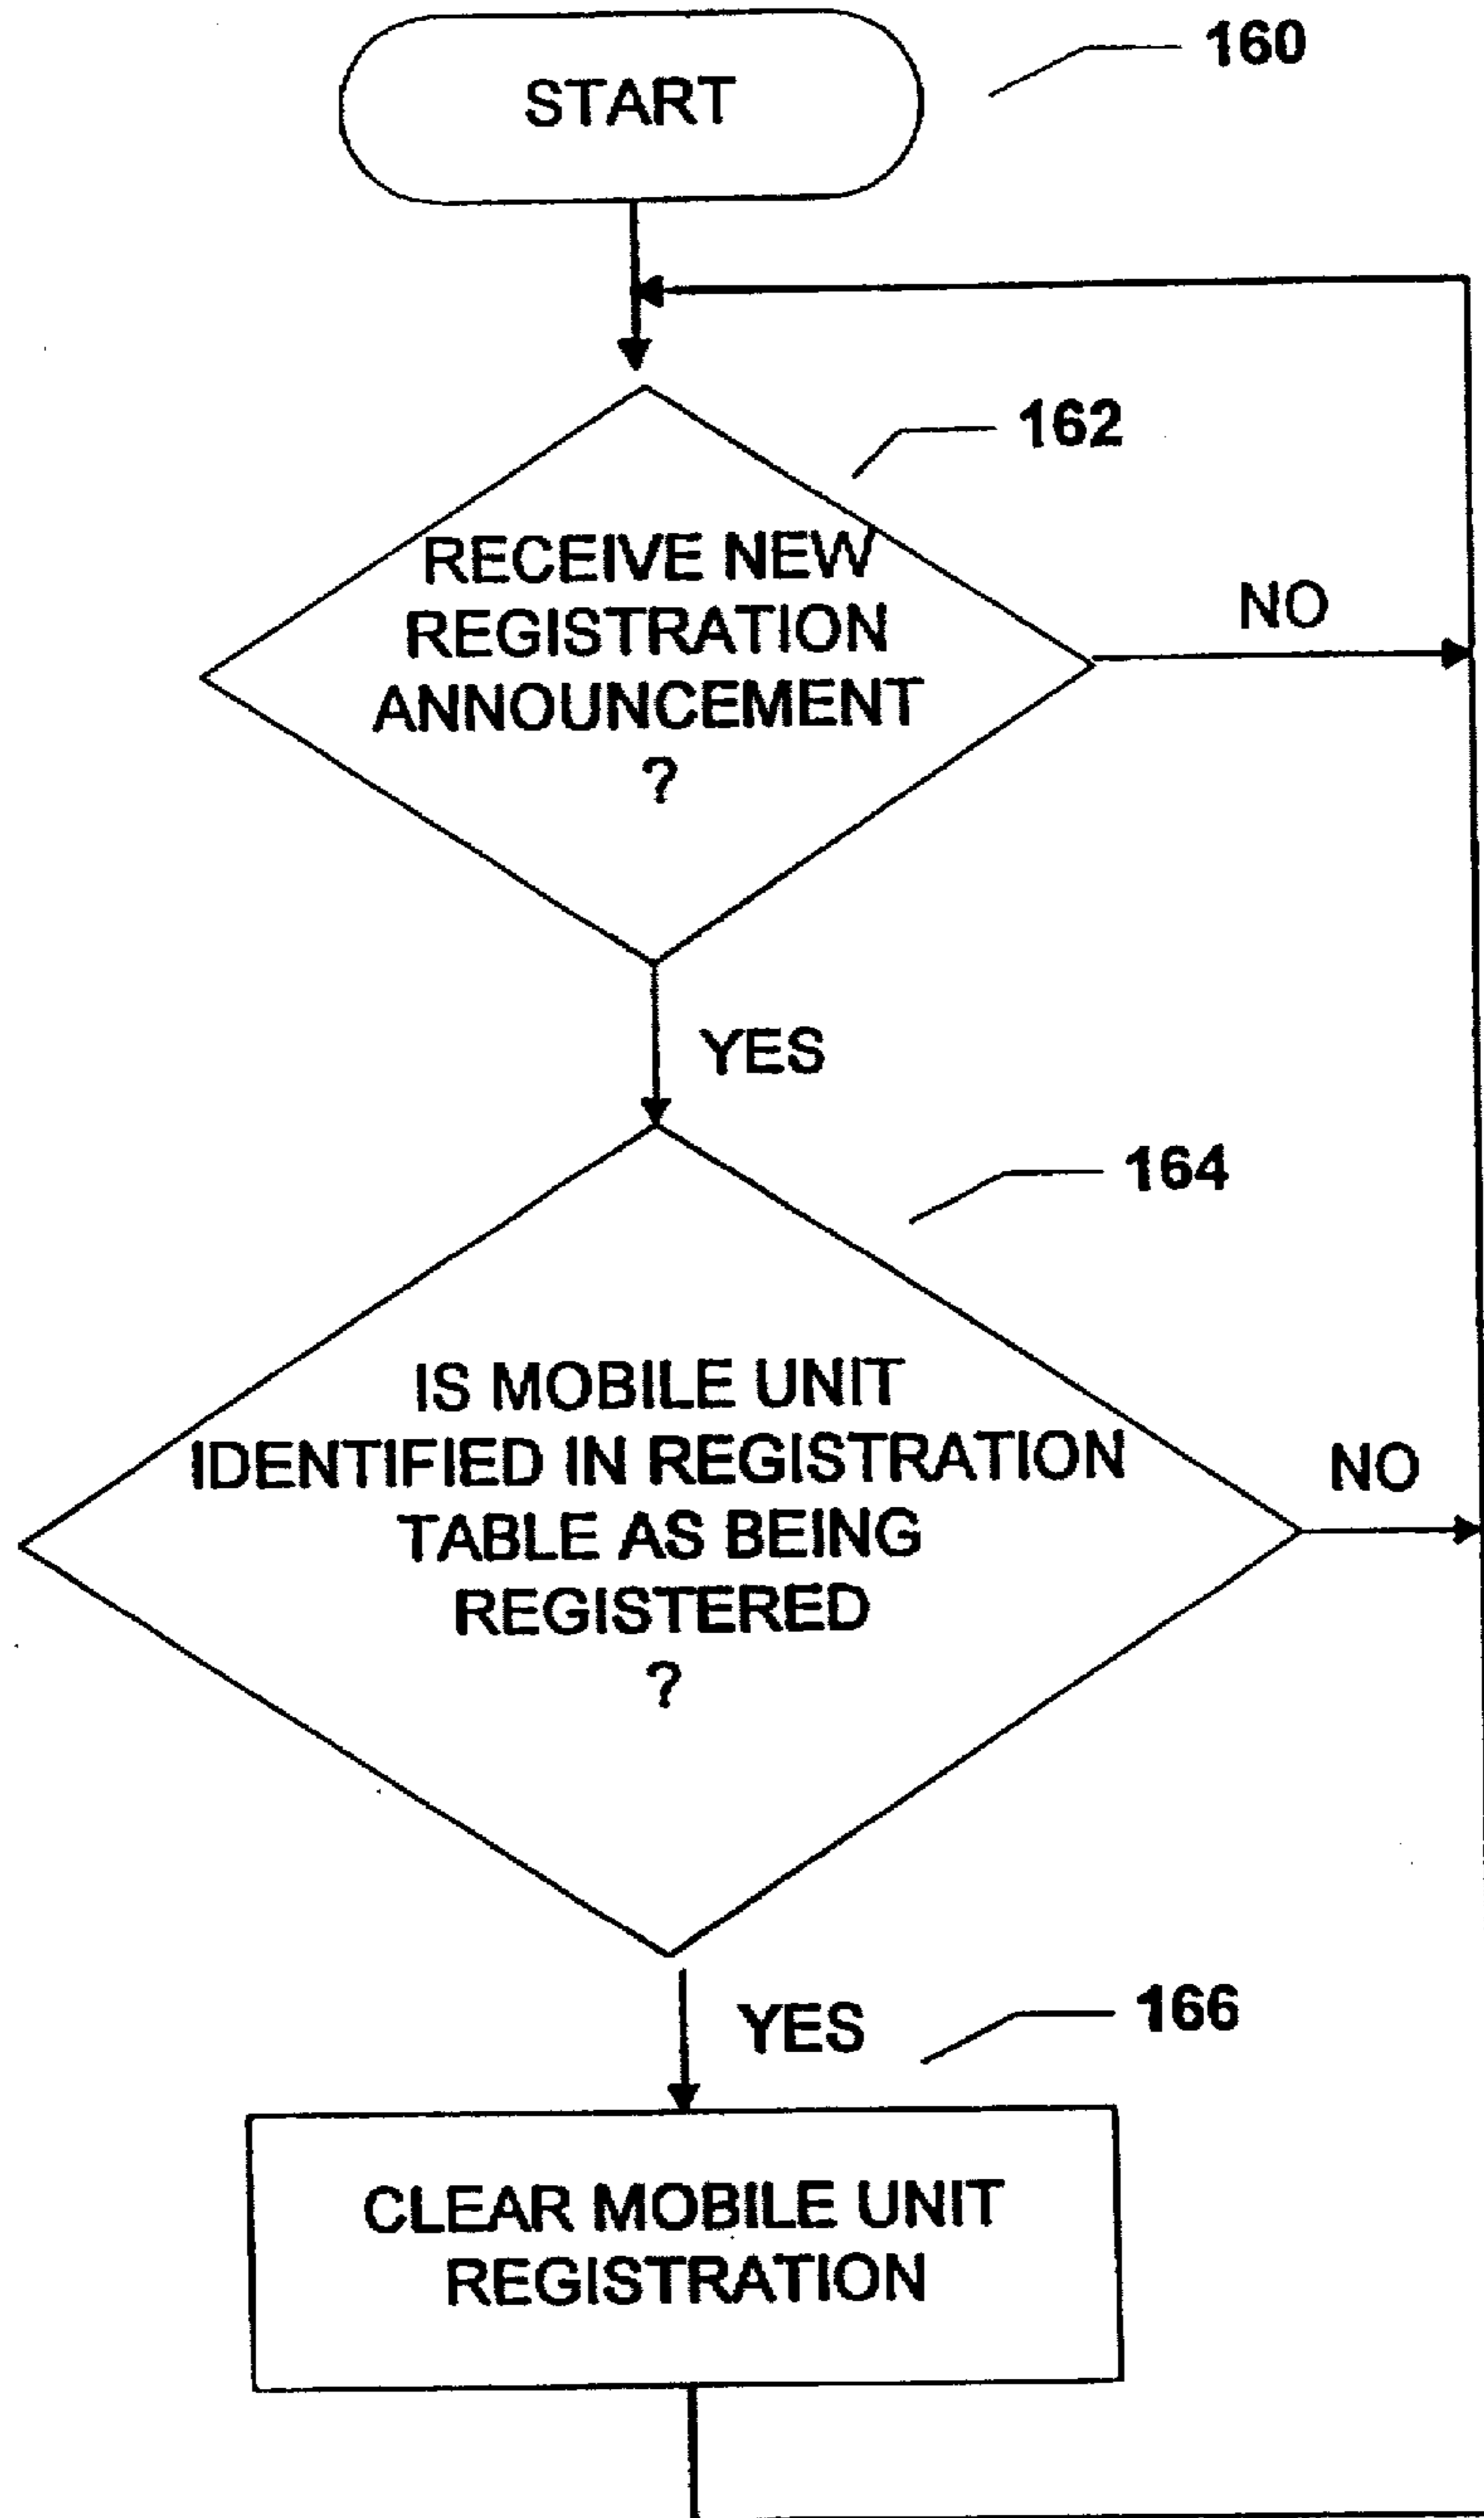 START
160
162
RECEIVE NEW
REGISTRATION
ANNOUNCEMENT
?
NO
YES
164
IS MOBILE UNIT
IDENTIFIED IN REGISTRATION
TABLE AS BEING
REGISTERED
?
NO
YES
166
CLEAR MOBILE UNIT
REGISTRATION